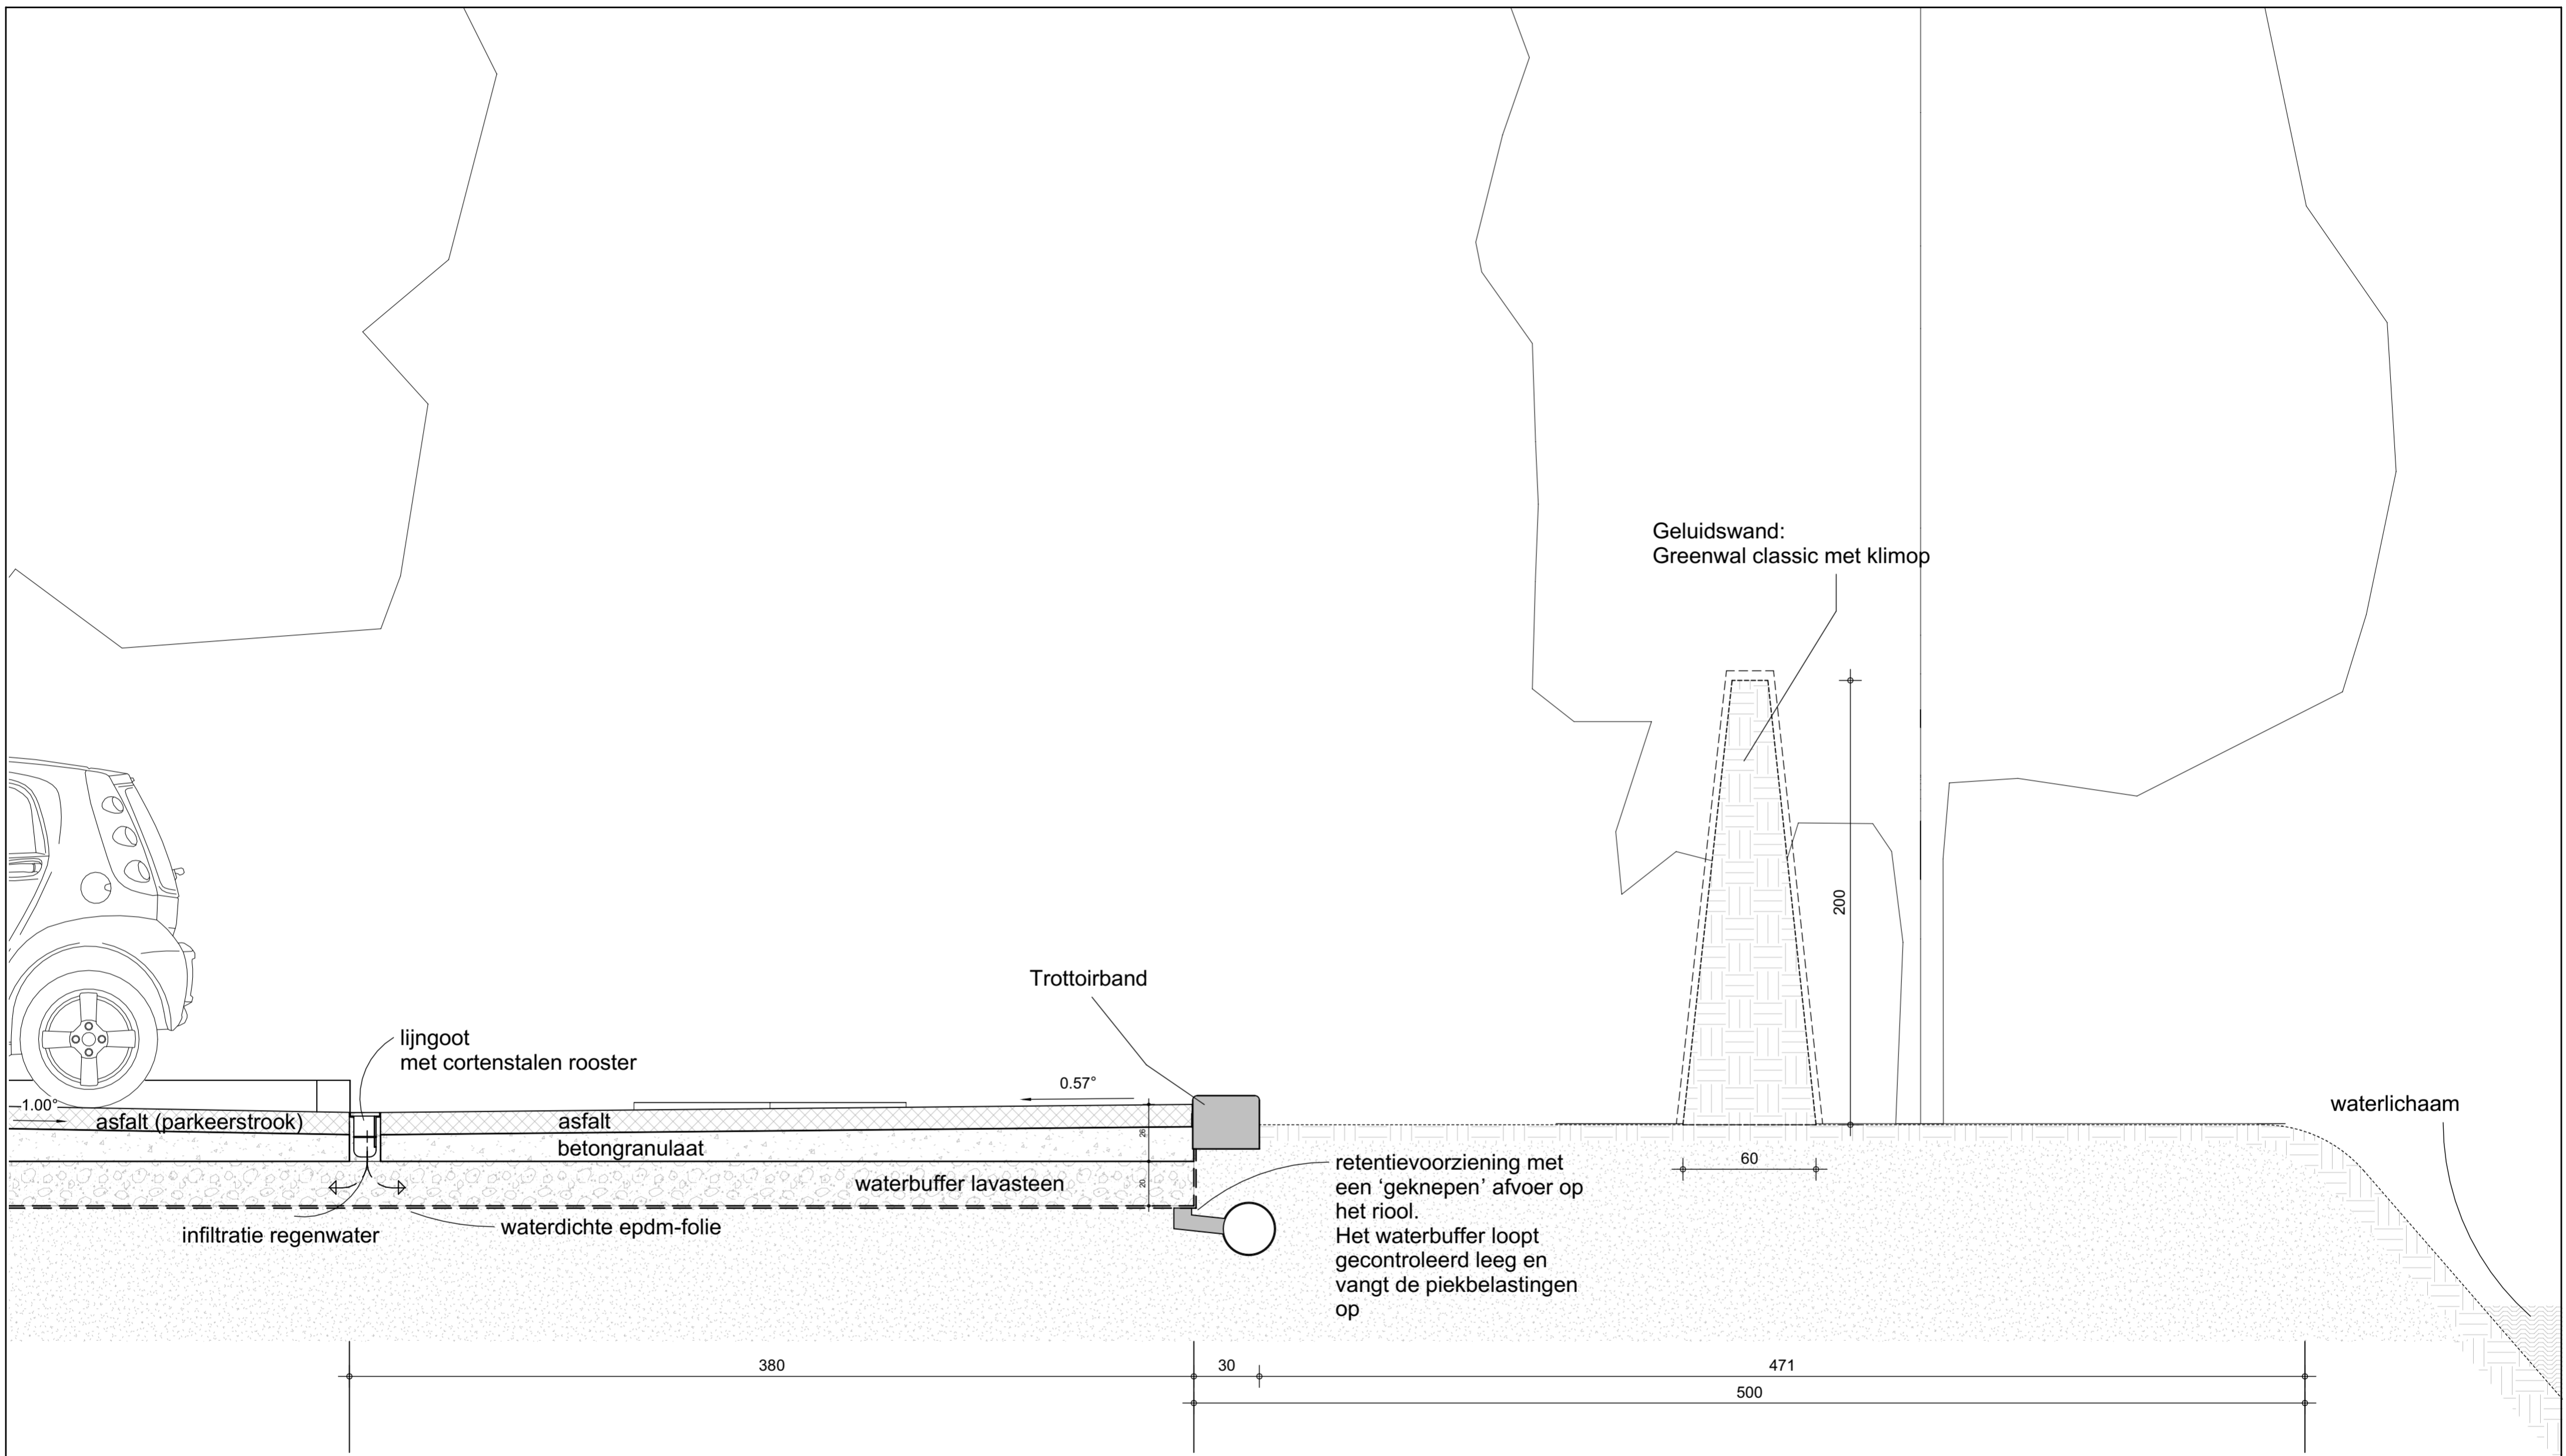 Geluidswand:
Greenwal classic met klimop
200
Trottoirband
lijngoot
met cortenstalen rooster
0.57°
1.00°
asfalt (parkeerstrook)
asfalt
26
betongranulaat
waterlichaam
60
retentievoorziening met
een ‘geknepen’ afvoer op
het riool.
Het waterbuffer loopt
gecontroleerd leeg en
vangt de piekbelastingen
op
waterbuffer lavasteen
20
infiltratie regenwater
waterdichte epdm-folie
380
30
471
500